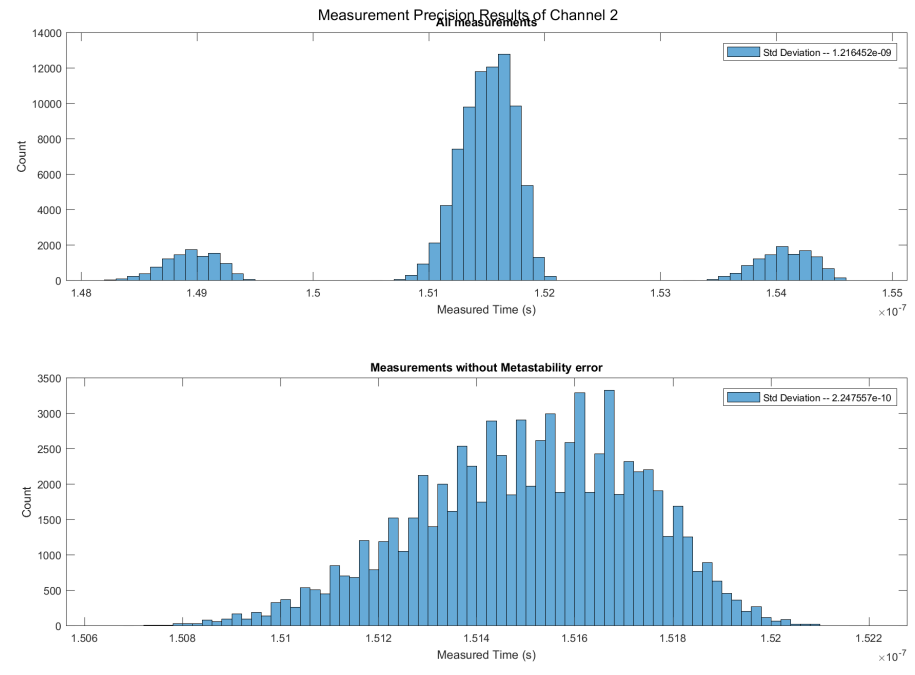 Measurement Precision Results of Channel 2
All measurements
14000
12000
10000
8000
6000
4000
2000
0
Count
Std Deviation -- 1.216452e-09
1.48 1.49 1.5 1.51 1.52 1.53 1.54 1.55
Measured Time (s)
×10-7
Measurements without Metastability error
3500
3000
2500
2000
1500
1000
500
0
Count
Std Deviation -- 2.247557e-10
1.506 1.508 1.51 1.512 1.514 1.516 1.518 1.52 1.522
Measured Time (s)
×10-7